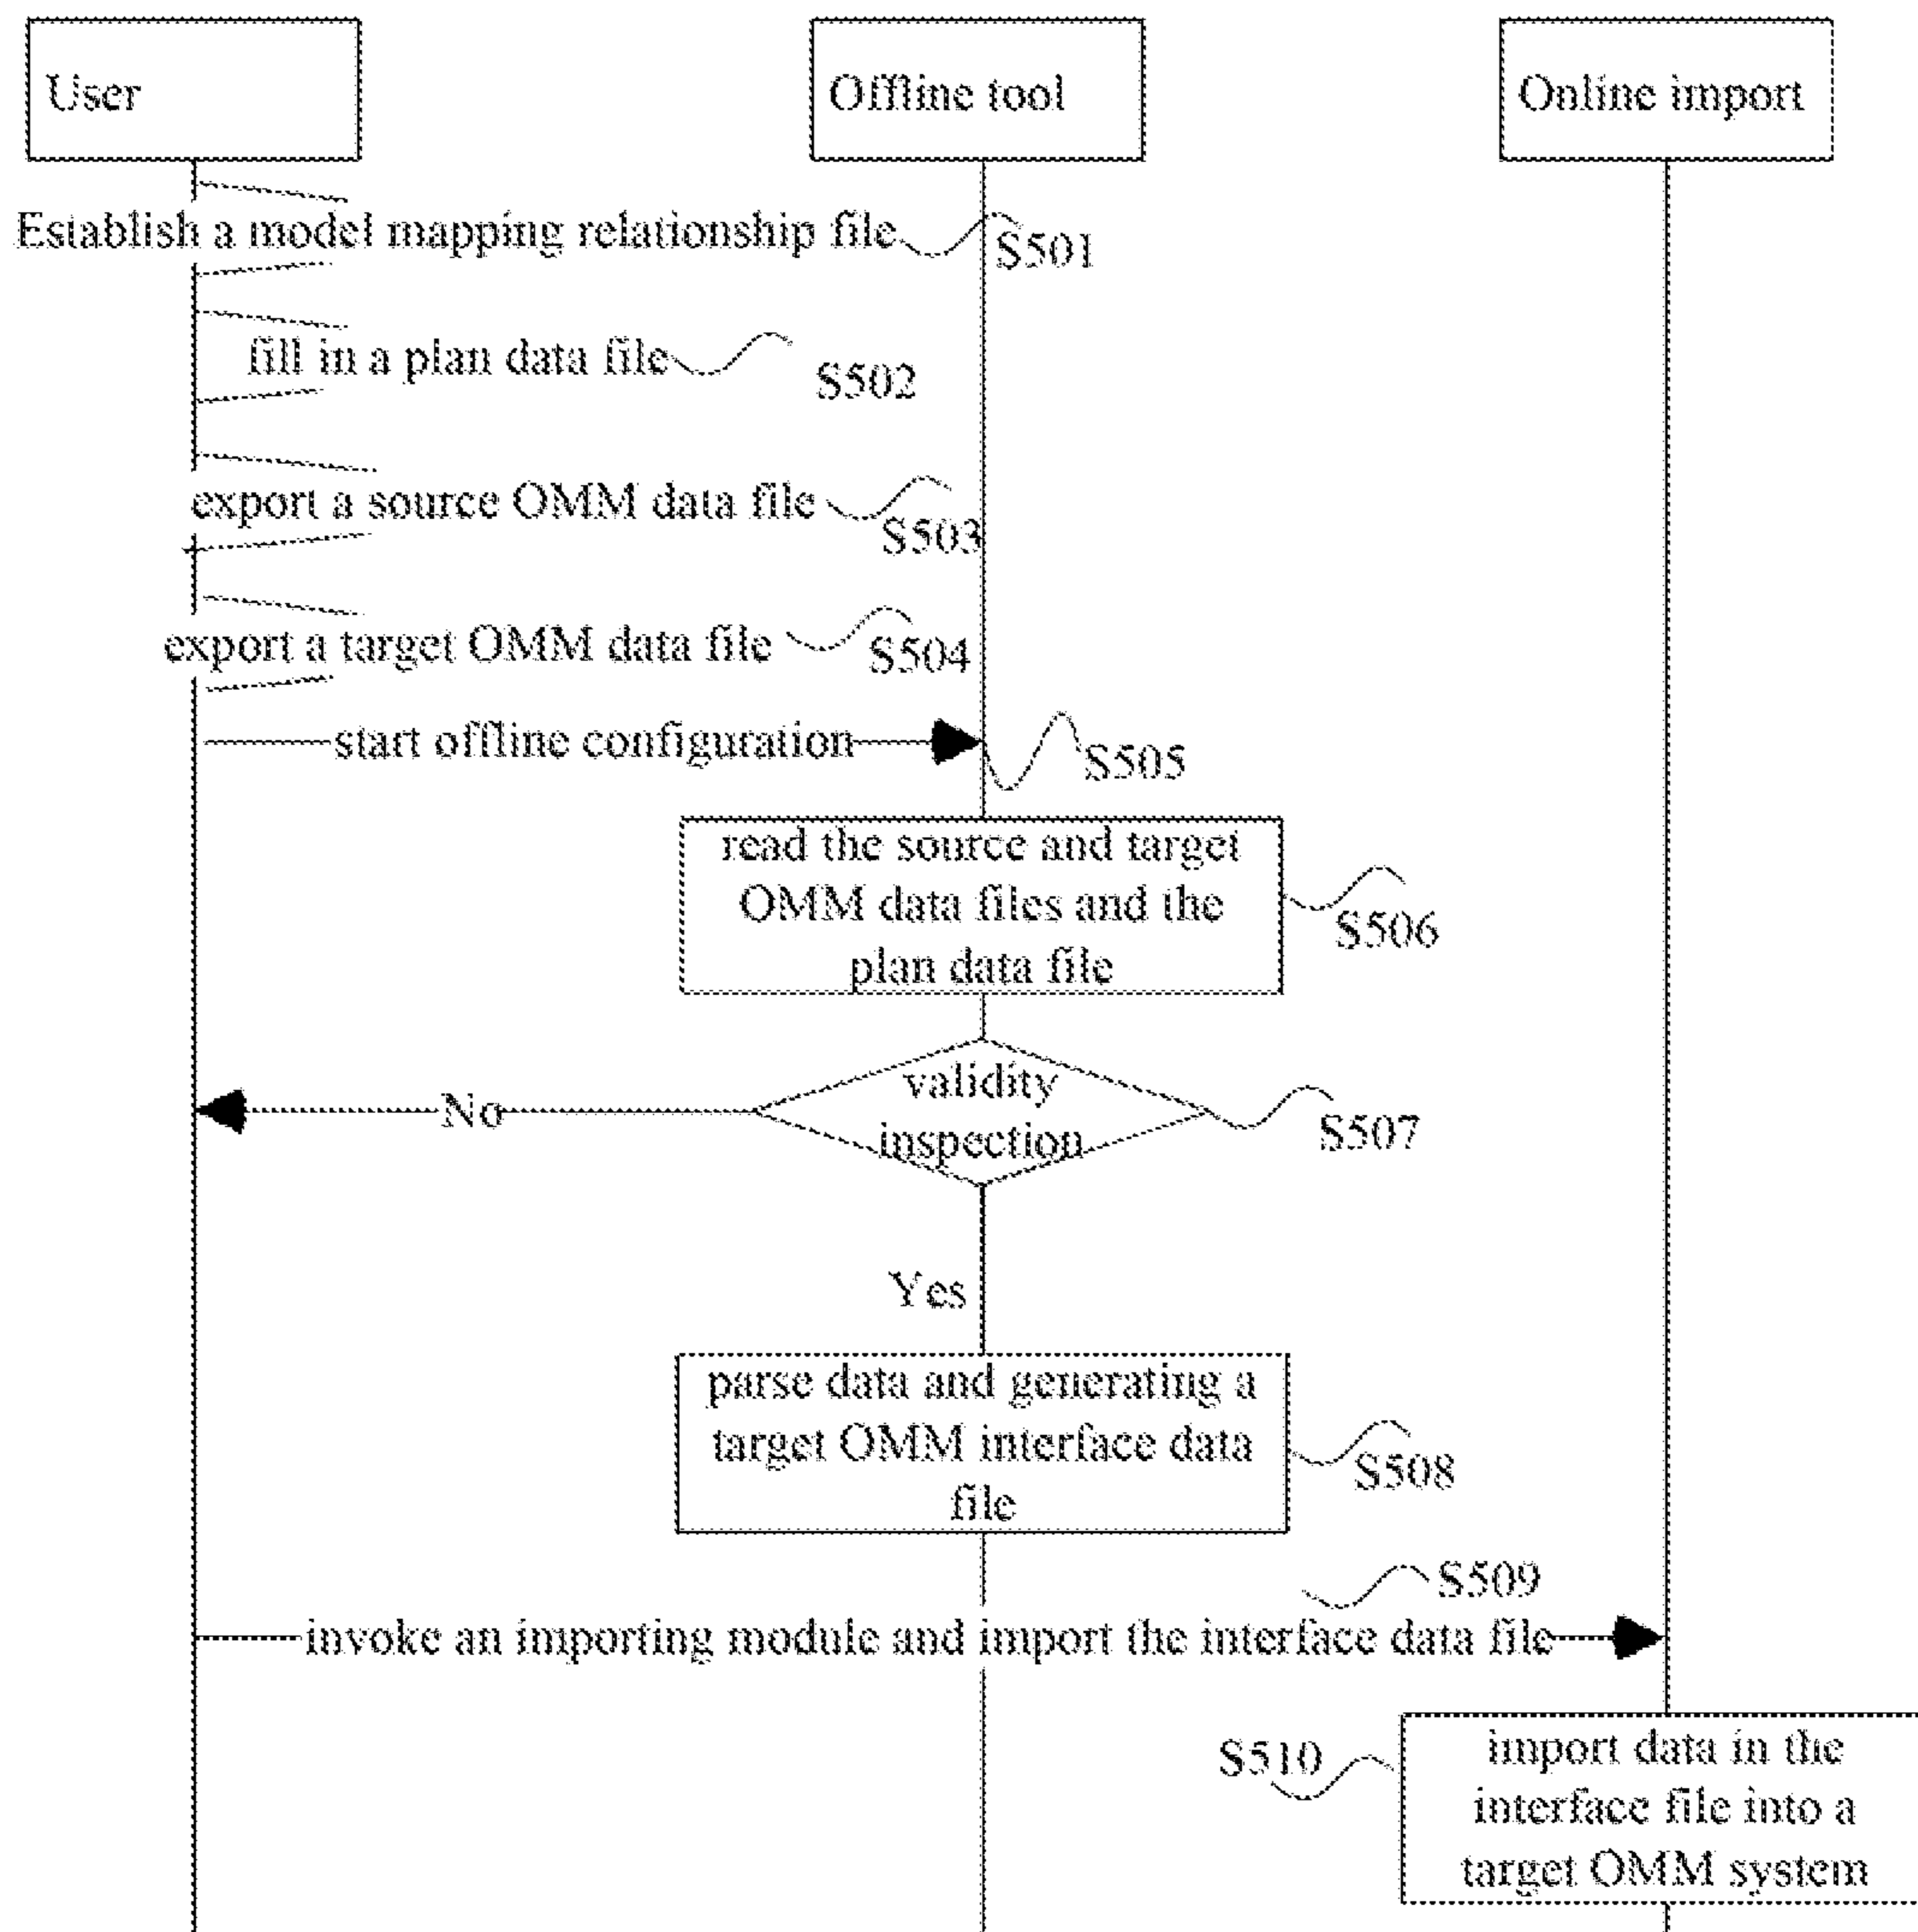 User
Offline tool
Online import
Establish a model mapping relationship file
S501
fill in a plan data file
S502
export a source OMM data file
S503
export a target OMM data file
S504
start offline configuration
S505
read the source and target
OMM data files and the
plan data file
S506
validity
inspection
S507
No
Yes
parse data and generating a
target OMM interface data
file
S508
S509
invoke an importing module and import the interface data file
S510
import data in the
interface file into a
target OMM system